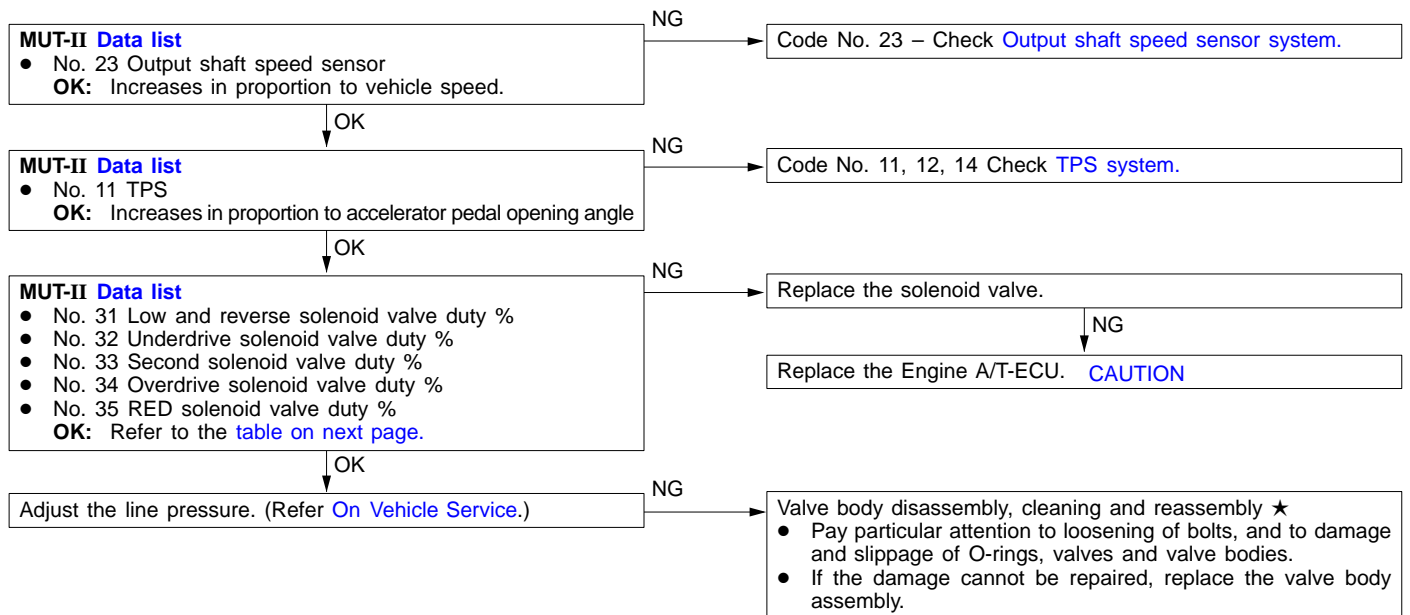 MUT-II Data list
● No. 23 Output shaft speed sensor
OK: Increases in proportion to vehicle speed.
NG
Code No. 23 – Check Output shaft speed sensor system.
OK
MUT-II Data list
● No. 11 TPS
OK: Increases in proportion to accelerator pedal opening angle
NG
Code No. 11, 12, 14 Check TPS system.
OK
MUT-II Data list
● No. 31 Low and reverse solenoid valve duty %
● No. 32 Underdrive solenoid valve duty %
● No. 33 Second solenoid valve duty %
● No. 34 Overdrive solenoid valve duty %
● No. 35 RED solenoid valve duty %
OK: Refer to the table on next page.
NG
Replace the solenoid valve.
NG
Replace the Engine A/T-ECU. CAUTION
OK
Adjust the line pressure. (Refer On Vehicle Service.)
NG
Valve body disassembly, cleaning and reassembly ★
● Pay particular attention to loosening of bolts, and to damage
and slippage of O-rings, valves and valve bodies.
● If the damage cannot be repaired, replace the valve body
assembly.